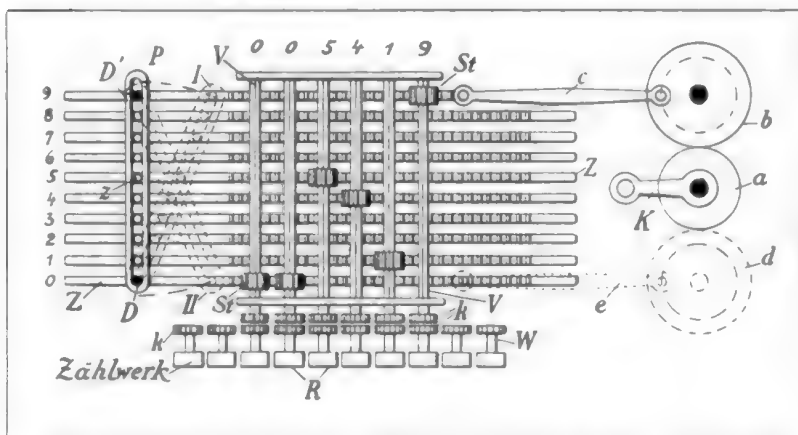 0 0 5 4 1 9
D' P I V St c
9
8
b
7
6
5 z Z a
4
K
3
2
1 d
0
Z D II St V e
k k W
Zählwerk R